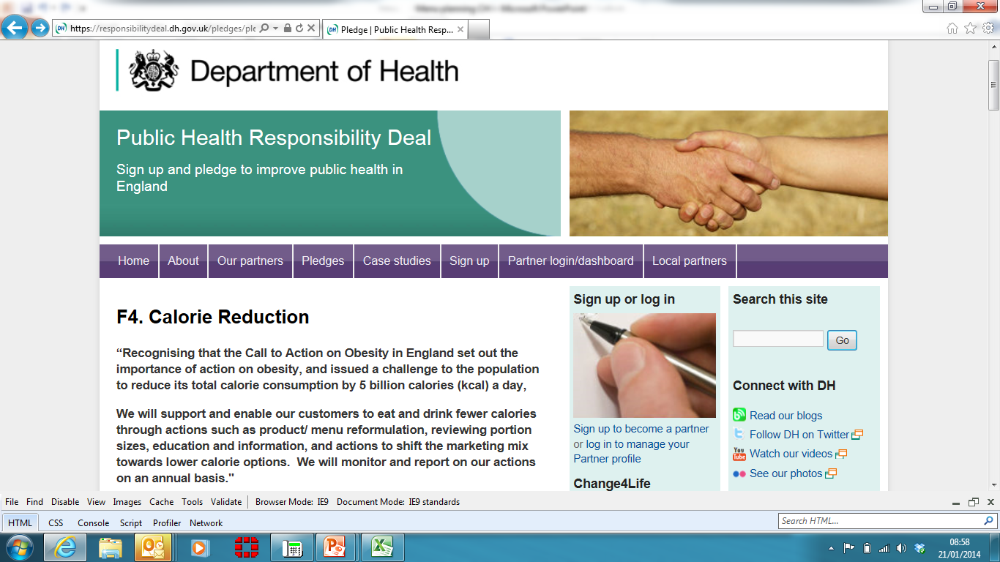 Menu planning CH - Microsoft PowerPoint
https://responsibilitydeal.dh.gov.uk/pledges/ple
Pledge | Public Health Resp...
Department of Health
Public Health Responsibility Deal
Sign up and pledge to improve public health in
England
Home About Our partners Pledges Case studies Sign up Partner login/dashboard Local partners
F4. Calorie Reduction
“Recognising that the Call to Action on Obesity in England set out the
importance of action on obesity, and issued a challenge to the population
to reduce its total calorie consumption by 5 billion calories (kcal) a day,
We will support and enable our customers to eat and drink fewer calories
through actions such as product/ menu reformulation, reviewing portion
sizes, education and information, and actions to shift the marketing mix
towards lower calorie options.  We will monitor and report on our actions
on an annual basis."
Sign up or log in
Sign up to become a partner
or log in to manage your
Partner profile
Change4Life
Search this site
Go
Connect with DH
Read our blogs
Follow DH on Twitter
Watch our videos
See our photos
File Find Disable View Images Cache Tools Validate Browser Mode: IE9 Document Mode: IE9 standards
HTML CSS Console Script Profiler Network
Search HTML...
08:58
21/01/2014